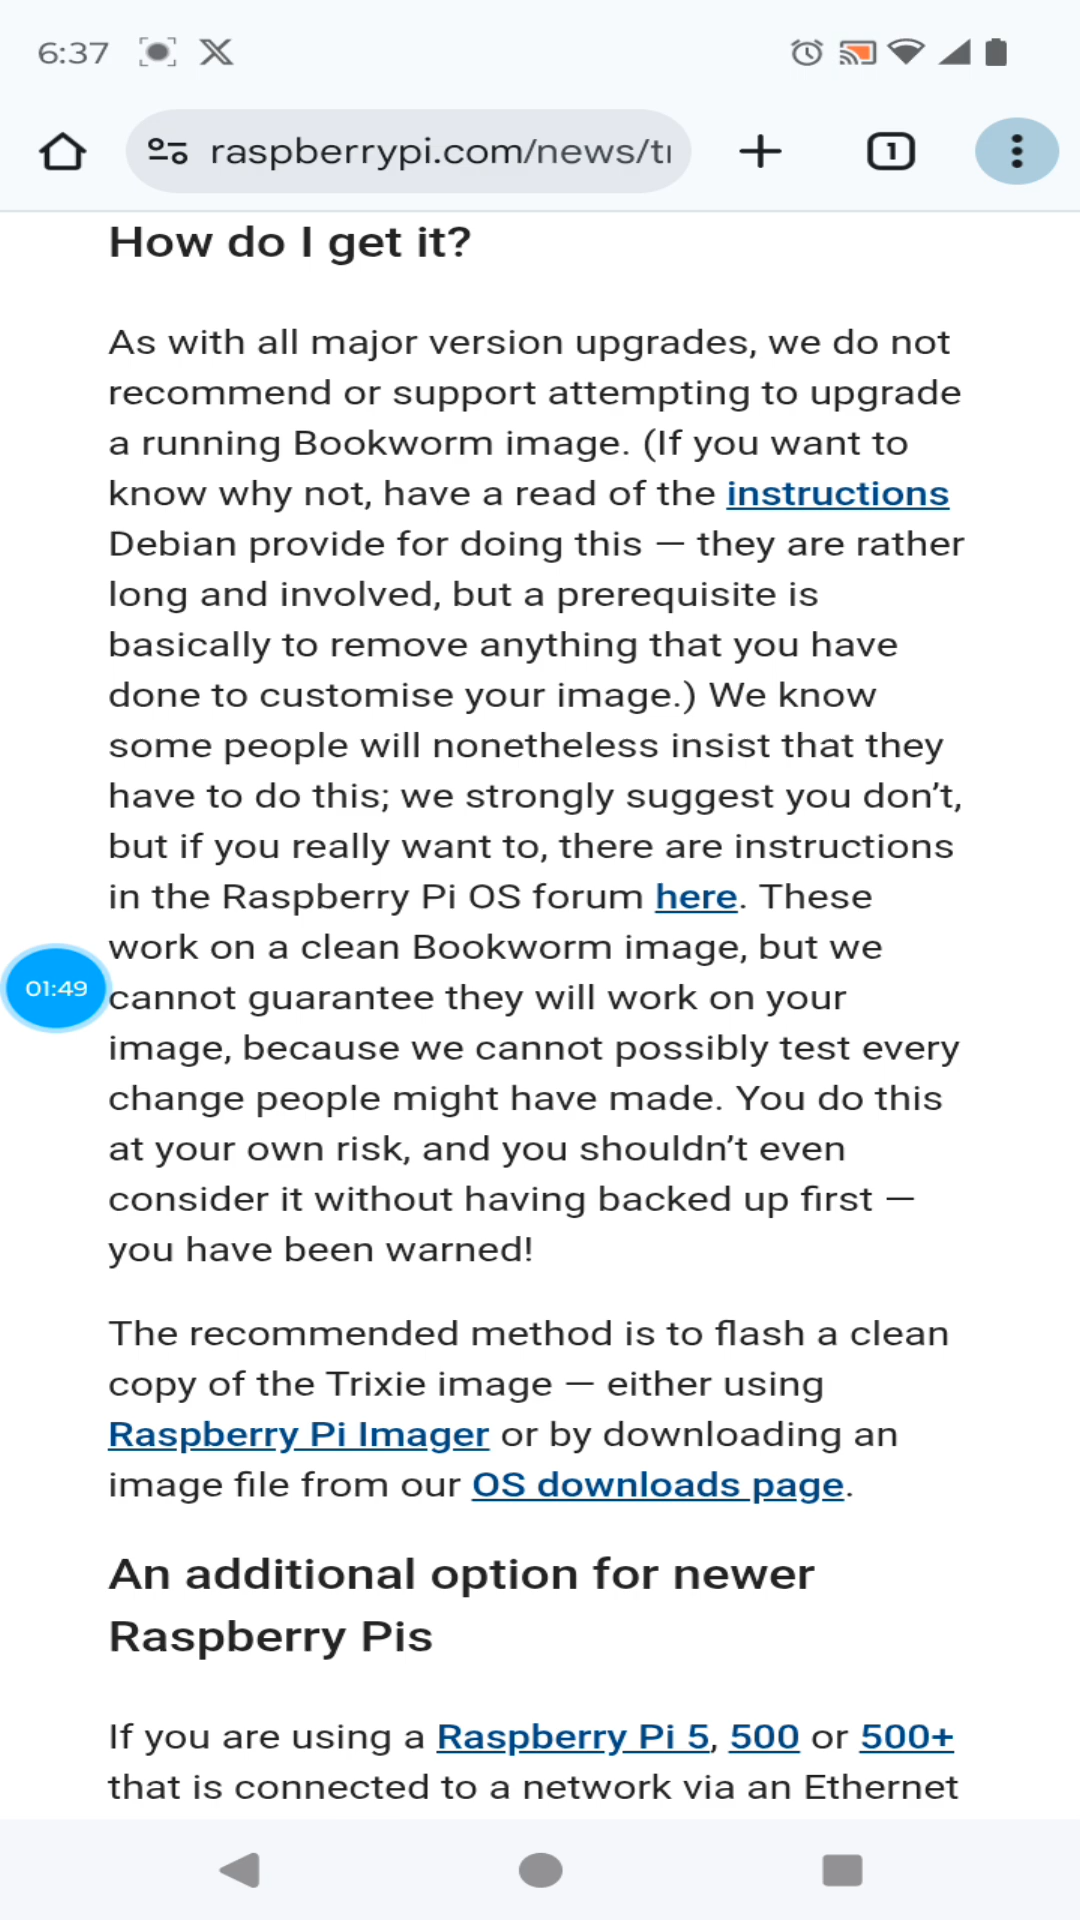 6:37
raspberrypi.com/news/tr
1
How do I get it?
As with all major version upgrades, we do not
recommend or support attempting to upgrade
a running Bookworm image. (If you want to
know why not, have a read of the instructions
Debian provide for doing this — they are rather
long and involved, but a prerequisite is
basically to remove anything that you have
done to customise your image.) We know
some people will nonetheless insist that they
have to do this; we strongly suggest you don’t,
but if you really want to, there are instructions
in the Raspberry Pi OS forum here. These
work on a clean Bookworm image, but we
01:49
cannot guarantee they will work on your
image, because we cannot possibly test every
change people might have made. You do this
at your own risk, and you shouldn’t even
consider it without having backed up first —
you have been warned!
The recommended method is to flash a clean
copy of the Trixie image — either using
Raspberry Pi Imager or by downloading an
image file from our OS downloads page.
An additional option for newer
Raspberry Pis
If you are using a Raspberry Pi 5, 500 or 500+
that is connected to a network via an Ethernet